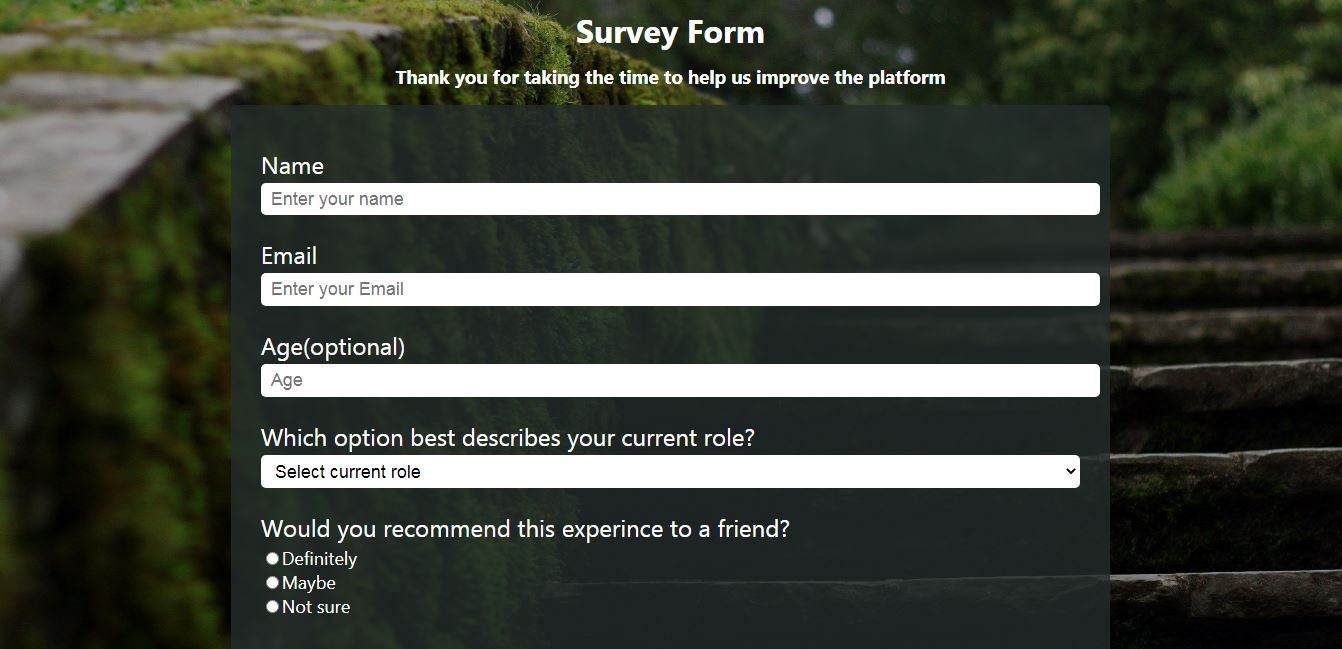 Survey Form
Thank you for taking the time to help us improve the platform
Name
Enter your name
Email
Enter your Email
Age(optional)
Age
Which option best describes your current role?
Select current role
Would you recommend this experince to a friend?
Definitely
Maybe
Not sure